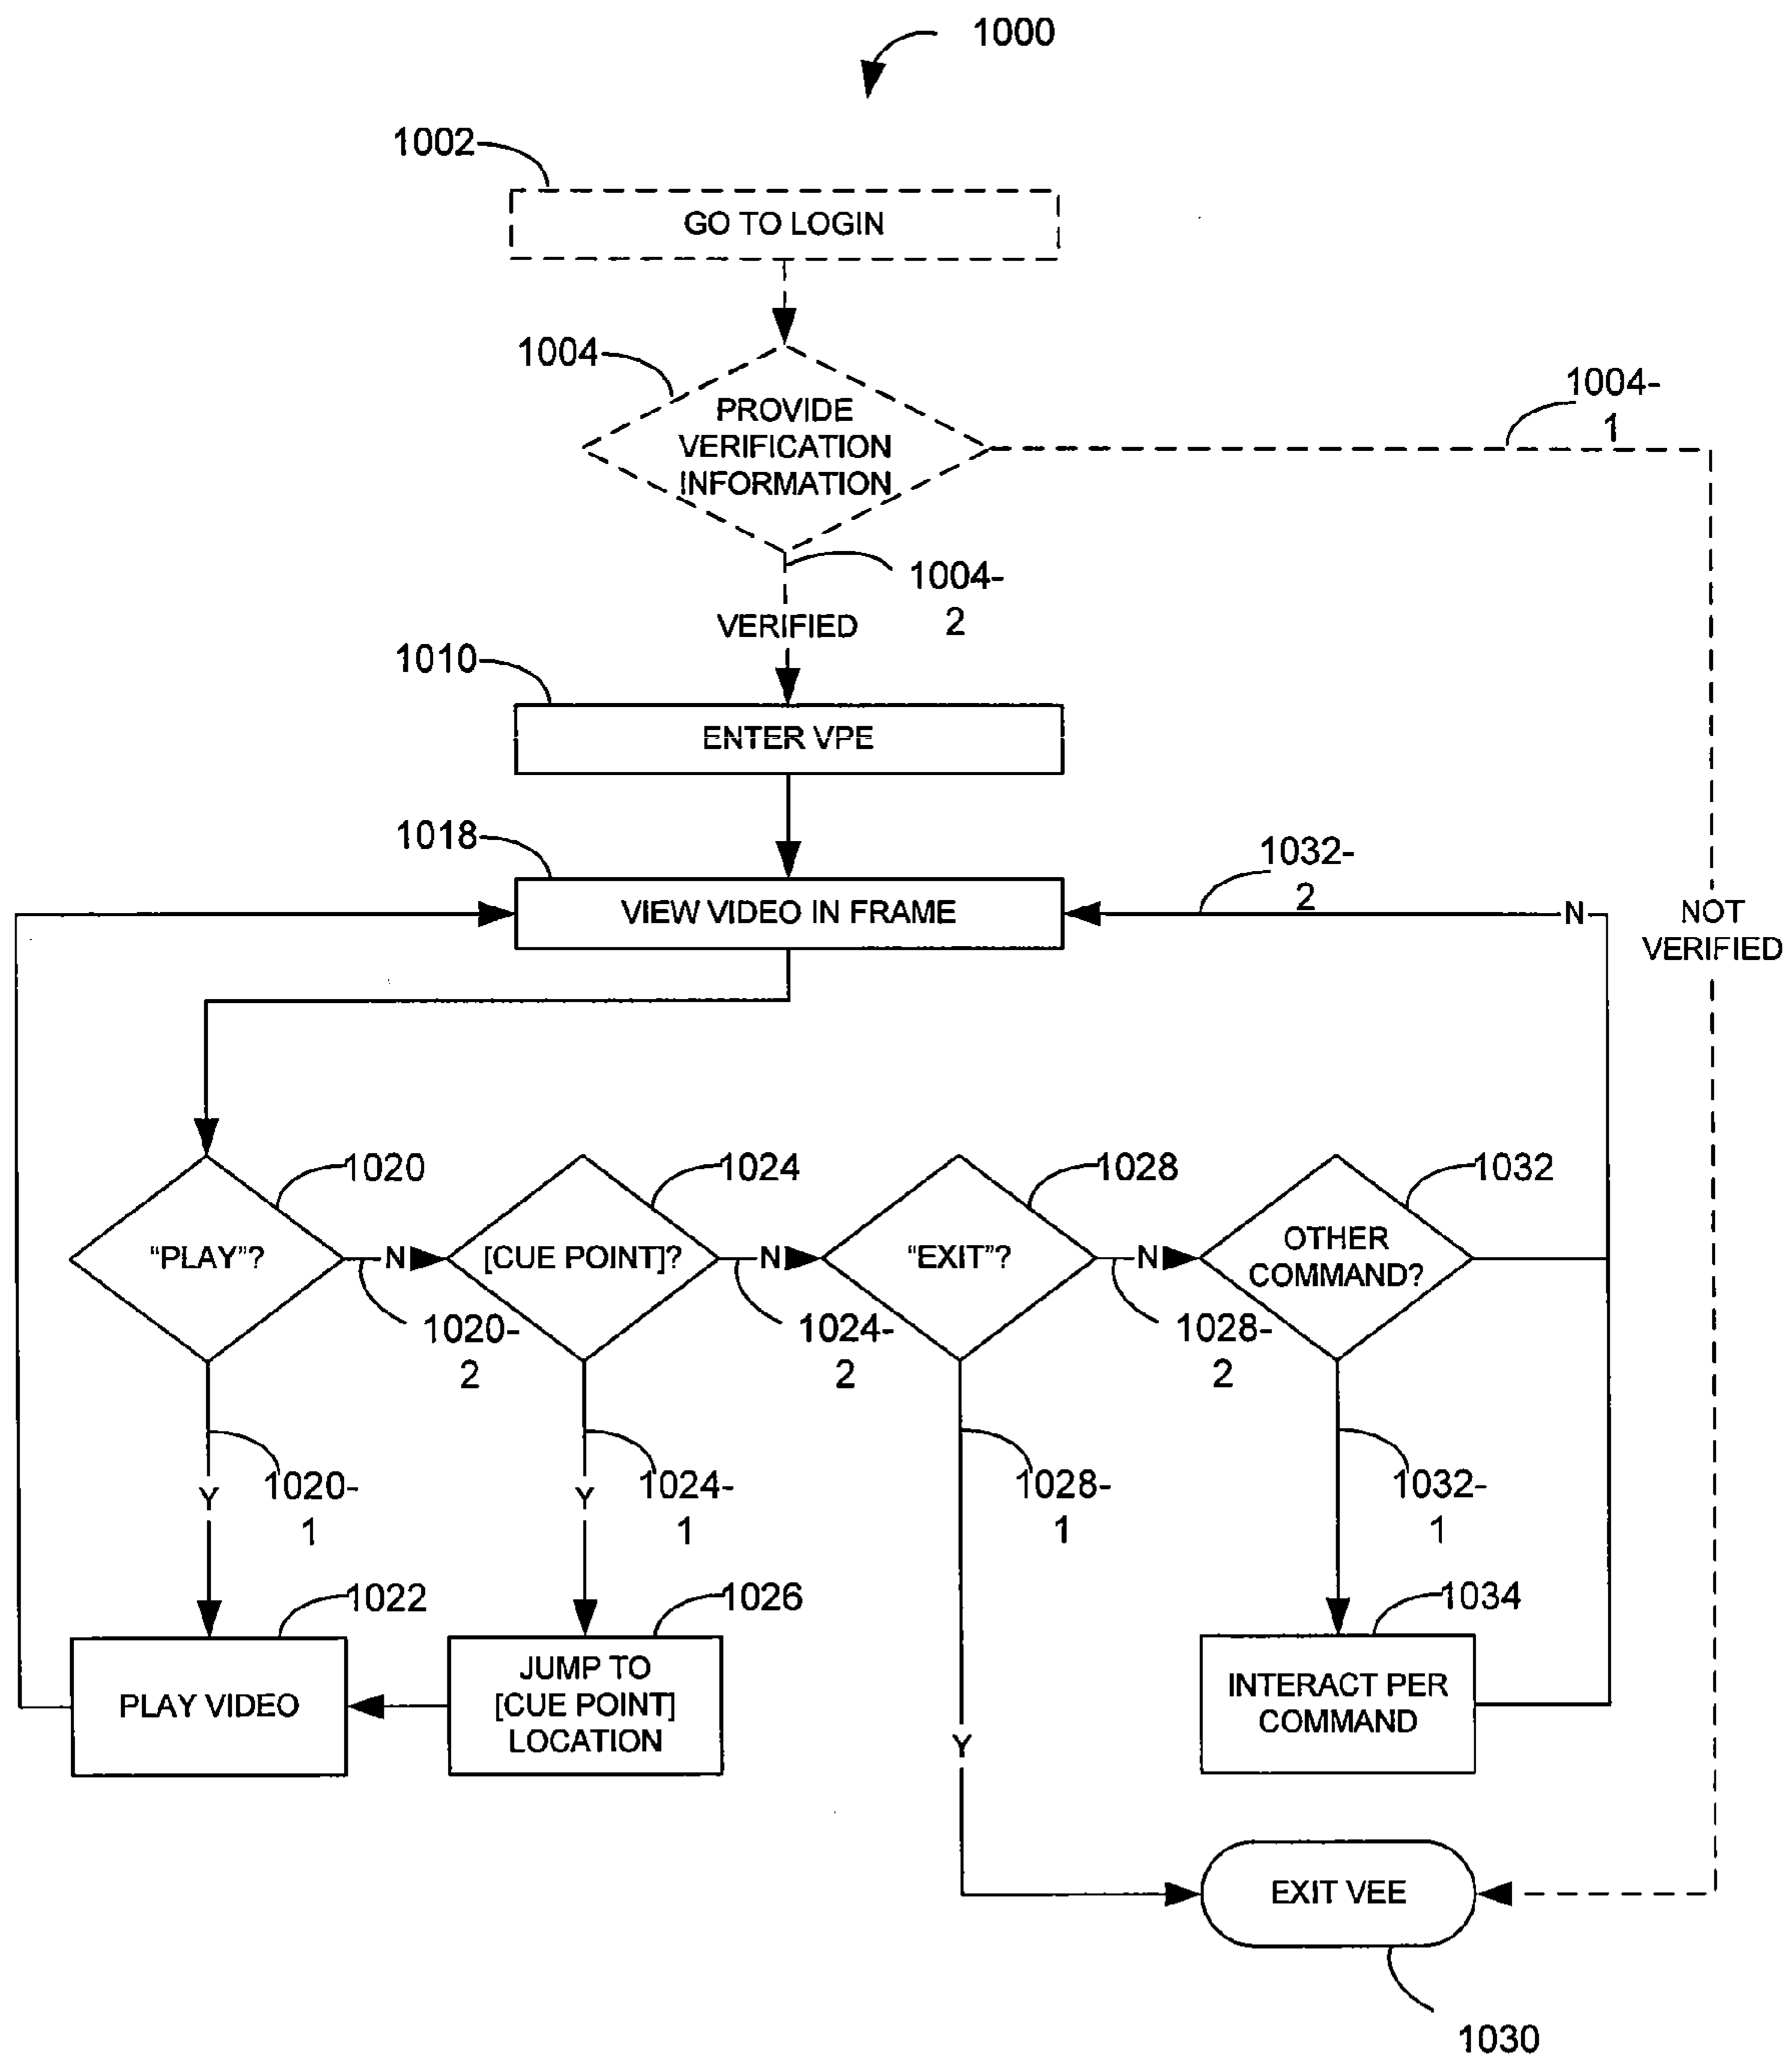 1000
1002
GO TO LOGIN
1004
PROVIDE
VERIFICATION
INFORMATION
1004-
1
1004-
2
VERIFIED
1010
ENTER VPE
1018
VIEW VIDEO IN FRAME
1032-
2
N
NOT
VERIFIED
1020
1024
1028
1032
“PLAY”?
N
[CUE POINT]?
N
“EXIT”?
N
OTHER
COMMAND?
1020-
2
1024-
2
1028-
2
1020-
1
Y
1024-
1
Y
1028-
1
1032-
1
1022
1026
1034
PLAY VIDEO
JUMP TO
[CUE POINT]
LOCATION
INTERACT PER
COMMAND
Y
EXIT VEE
1030